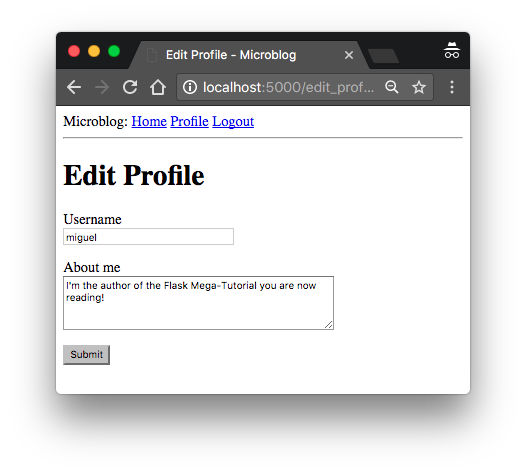 Edit Profile - Microblog
localhost:5000/edit_prof...
Microblog: Home Profile Logout
Edit Profile
Username
miguel
About me
I'm the author of the Flask Mega-Tutorial you are now
reading!
Submit